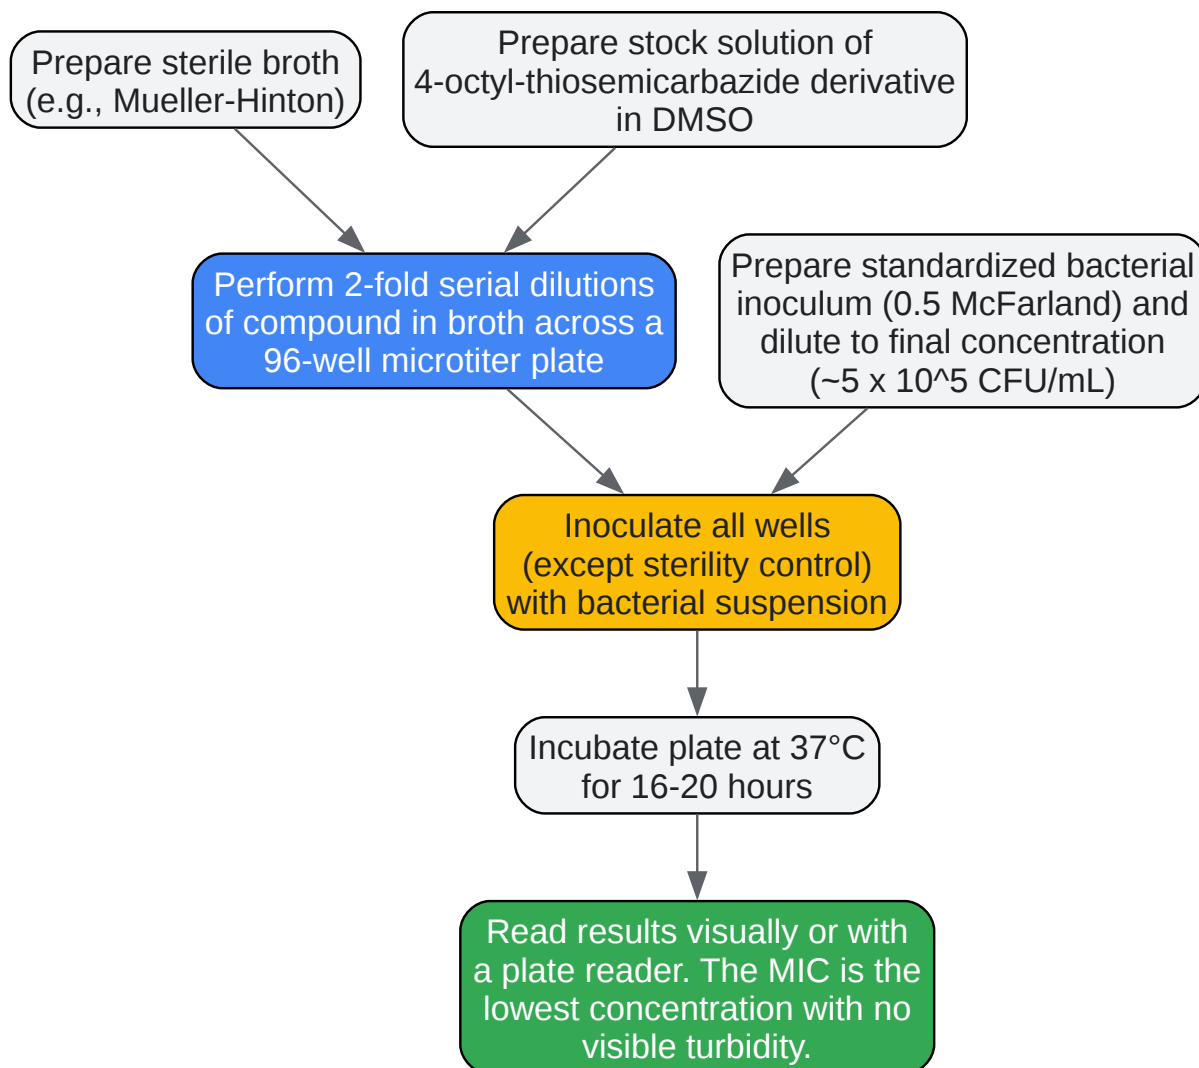 Prepare sterile broth
(e.g., Mueller-Hinton)
Prepare stock solution of
4-octyl-thiosemicarbazide derivative
in DMSO
Perform 2-fold serial dilutions
of compound in broth across a
96-well microtiter plate
Prepare standardized bacterial
inoculum (0.5 McFarland) and
dilute to final concentration
(~5 x 10^5 CFU/mL)
Inoculate all wells
(except sterility control)
with bacterial suspension
Incubate plate at 37°C
for 16-20 hours
Read results visually or with
a plate reader. The MIC is the
lowest concentration with no
visible turbidity.